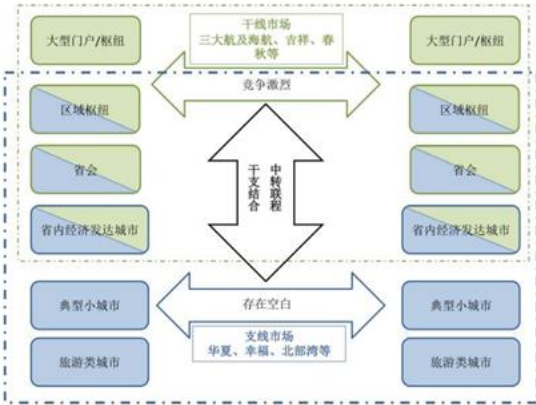 干线市场
三大航及海航、吉祥、春
秋等
大型门户/枢纽
大型门户/枢纽
竞争激烈
区域枢纽
区域枢纽
省会
省会
中转联程
干支结合
省内经济发达城市
省内经济发达城市
典型小城市
存在空白
典型小城市
支线市场
华夏、幸福、北部湾等
旅游类城市
旅游类城市